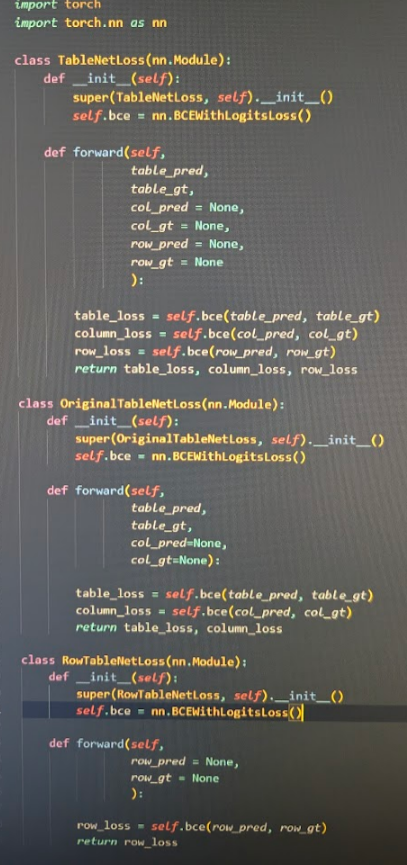 import torch
import torch.nn as nn
class TableNetLoss(nn.Module):
def __init__(self):
super(TableNetLoss, self).__init__()
self.bce = nn.BCEWithLogitsLoss()
def forward(self,
table_pred,
table_gt,
col_pred = None,
col_gt = None,
row_pred = None,
row_gt = None
):
table_loss = self.bce(table_pred, table_gt)
column_loss = self.bce(col_pred, col_gt)
row_loss = self.bce(row_pred, row_gt)
return table_loss, column_loss, row_loss
class OriginalTableNetLoss(nn.Module):
def __init__(self):
super(OriginalTableNetLoss, self).__init__()
self.bce = nn.BCEWithLogitsLoss()
def forward(self,
table_pred,
table_gt,
col_pred=None,
col_gt=None):
table_loss = self.bce(table_pred, table_gt)
column_loss = self.bce(col_pred, col_gt)
return table_loss, column_loss
class RowTableNetLoss(nn.Module):
def __init__(self):
super(RowTableNetLoss, self).__init__()
self.bce = nn.BCEWithLogitsLoss()
def forward(self,
row_pred = None,
row_gt = None
):
row_loss = self.bce(row_pred, row_gt)
return row_loss